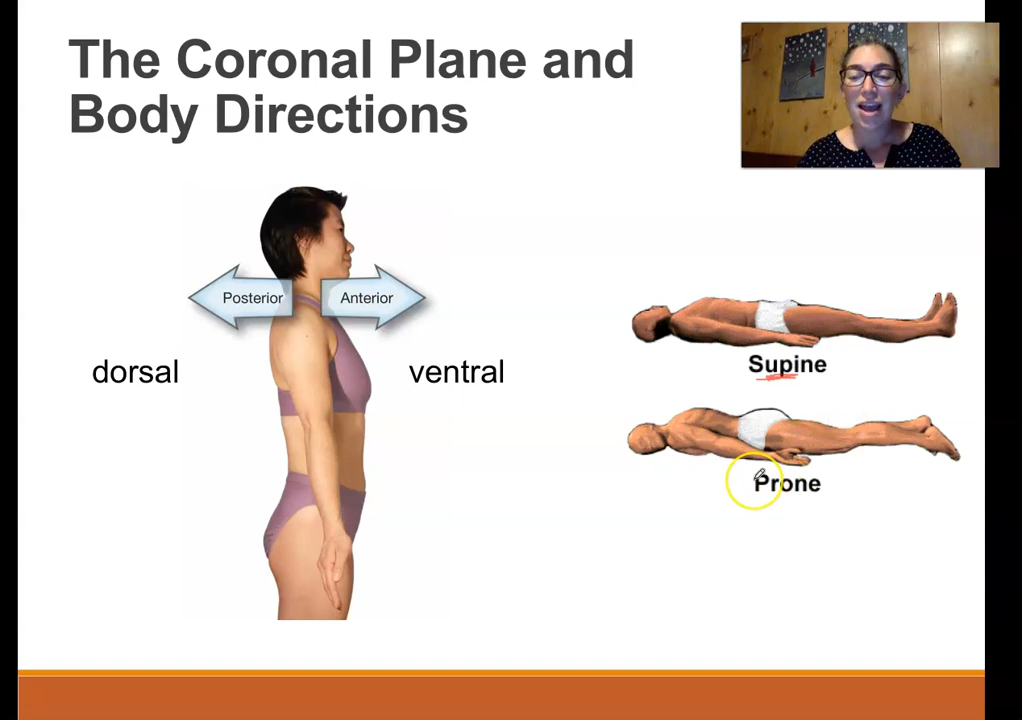 The Coronal Plane and
Body Directions
Posterior
Anterior
dorsal
ventral
Supine
Prone